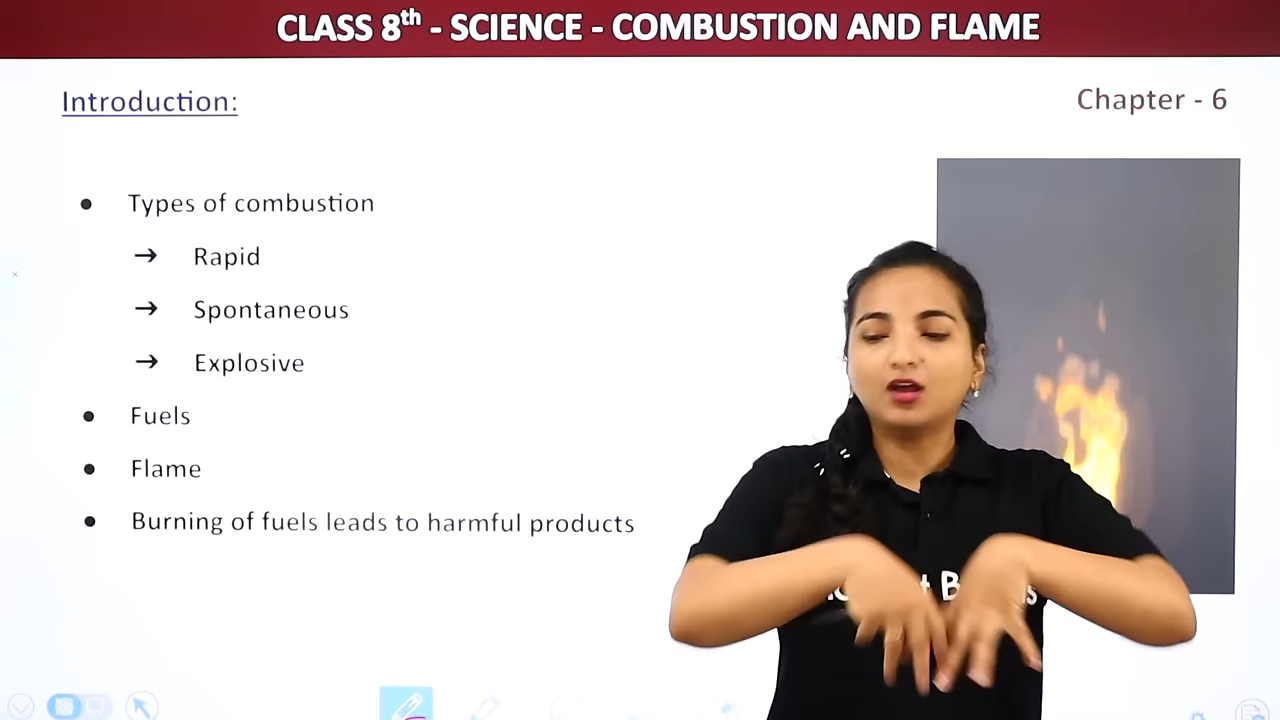 CLASS 8th - SCIENCE - COMBUSTION AND FLAME
Introduction:
Chapter - 6
● Types of combustion
→ Rapid
→ Spontaneous
→ Explosive
● Fuels
● Flame
● Burning of fuels leads to harmful products